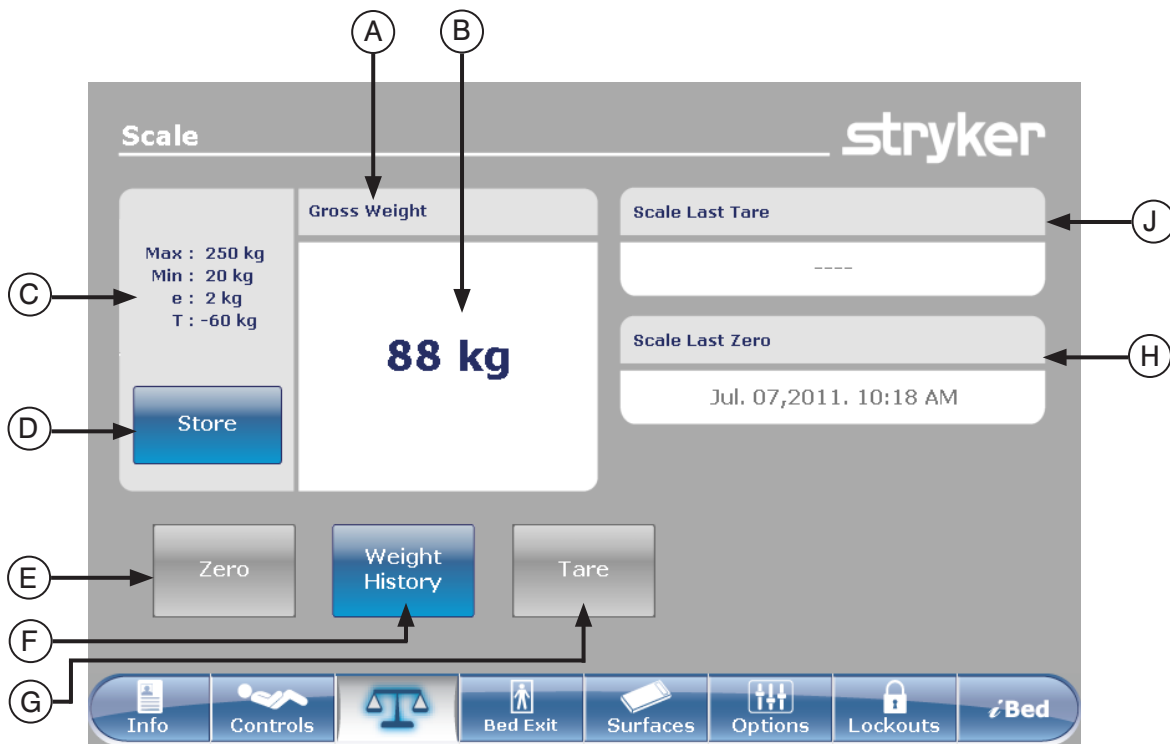 A
B
Scale
stryker
Gross Weight
Scale Last Tare
J
Max : 250 kg
Min : 20 kg
e : 2 kg
T : -60 kg
C
----
88 kg
Scale Last Zero
H
Jul. 07,2011. 10:18 AM
D
Store
E
Zero
Weight
History
Tare
F
G
Info
Controls
Bed Exit
Surfaces
Options
Lockouts
iBed